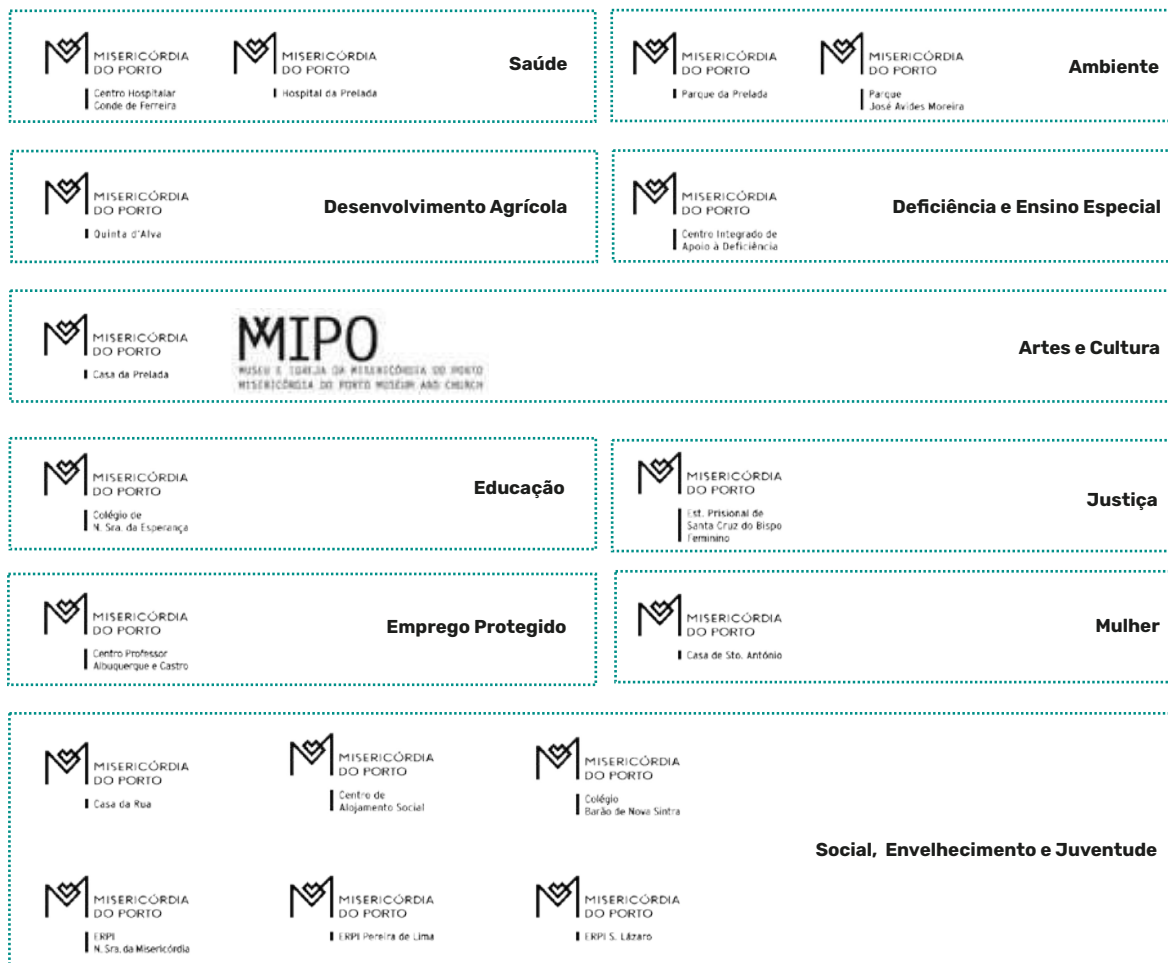 MISERICÓRDIA
DO PORTO
Centro Hospitalar
Conde de Ferreira
MISERICÓRDIA
DO PORTO
Hospital da Prelada
Saúde
MISERICÓRDIA
DO PORTO
Parque da Prelada
MISERICÓRDIA
DO PORTO
Parque
José Avides Moreira
Ambiente
MISERICÓRDIA
DO PORTO
Quinta d'Alva
Desenvolvimento Agrícola
MISERICÓRDIA
DO PORTO
Centro Integrado de
Apoio à Deficiência
Deficiência e Ensino Especial
MISERICÓRDIA
DO PORTO
Casa da Prelada
MMIPO
MUSEU E IGREJA DA MISERICÓRDIA DO PORTO
MISERICÓRDIA DO PORTO MUSEUM AND CHURCH
Artes e Cultura
MISERICÓRDIA
DO PORTO
Colégio de
N. Sra. da Esperança
Educação
MISERICÓRDIA
DO PORTO
Est. Prisional de
Santa Cruz do Bispo
Feminino
Justiça
MISERICÓRDIA
DO PORTO
Centro Professor
Albuquerque e Castro
Emprego Protegido
MISERICÓRDIA
DO PORTO
Casa de Sto. António
Mulher
MISERICÓRDIA
DO PORTO
Casa da Rua
MISERICÓRDIA
DO PORTO
Centro de
Alojamento Social
MISERICÓRDIA
DO PORTO
Colégio
Barão de Nova Sintra
Social, Envelhecimento e Juventude
MISERICÓRDIA
DO PORTO
ERPI
N. Sra. da Misericórdia
MISERICÓRDIA
DO PORTO
ERPI Pereira de Lima
MISERICÓRDIA
DO PORTO
ERPI S. Lázaro